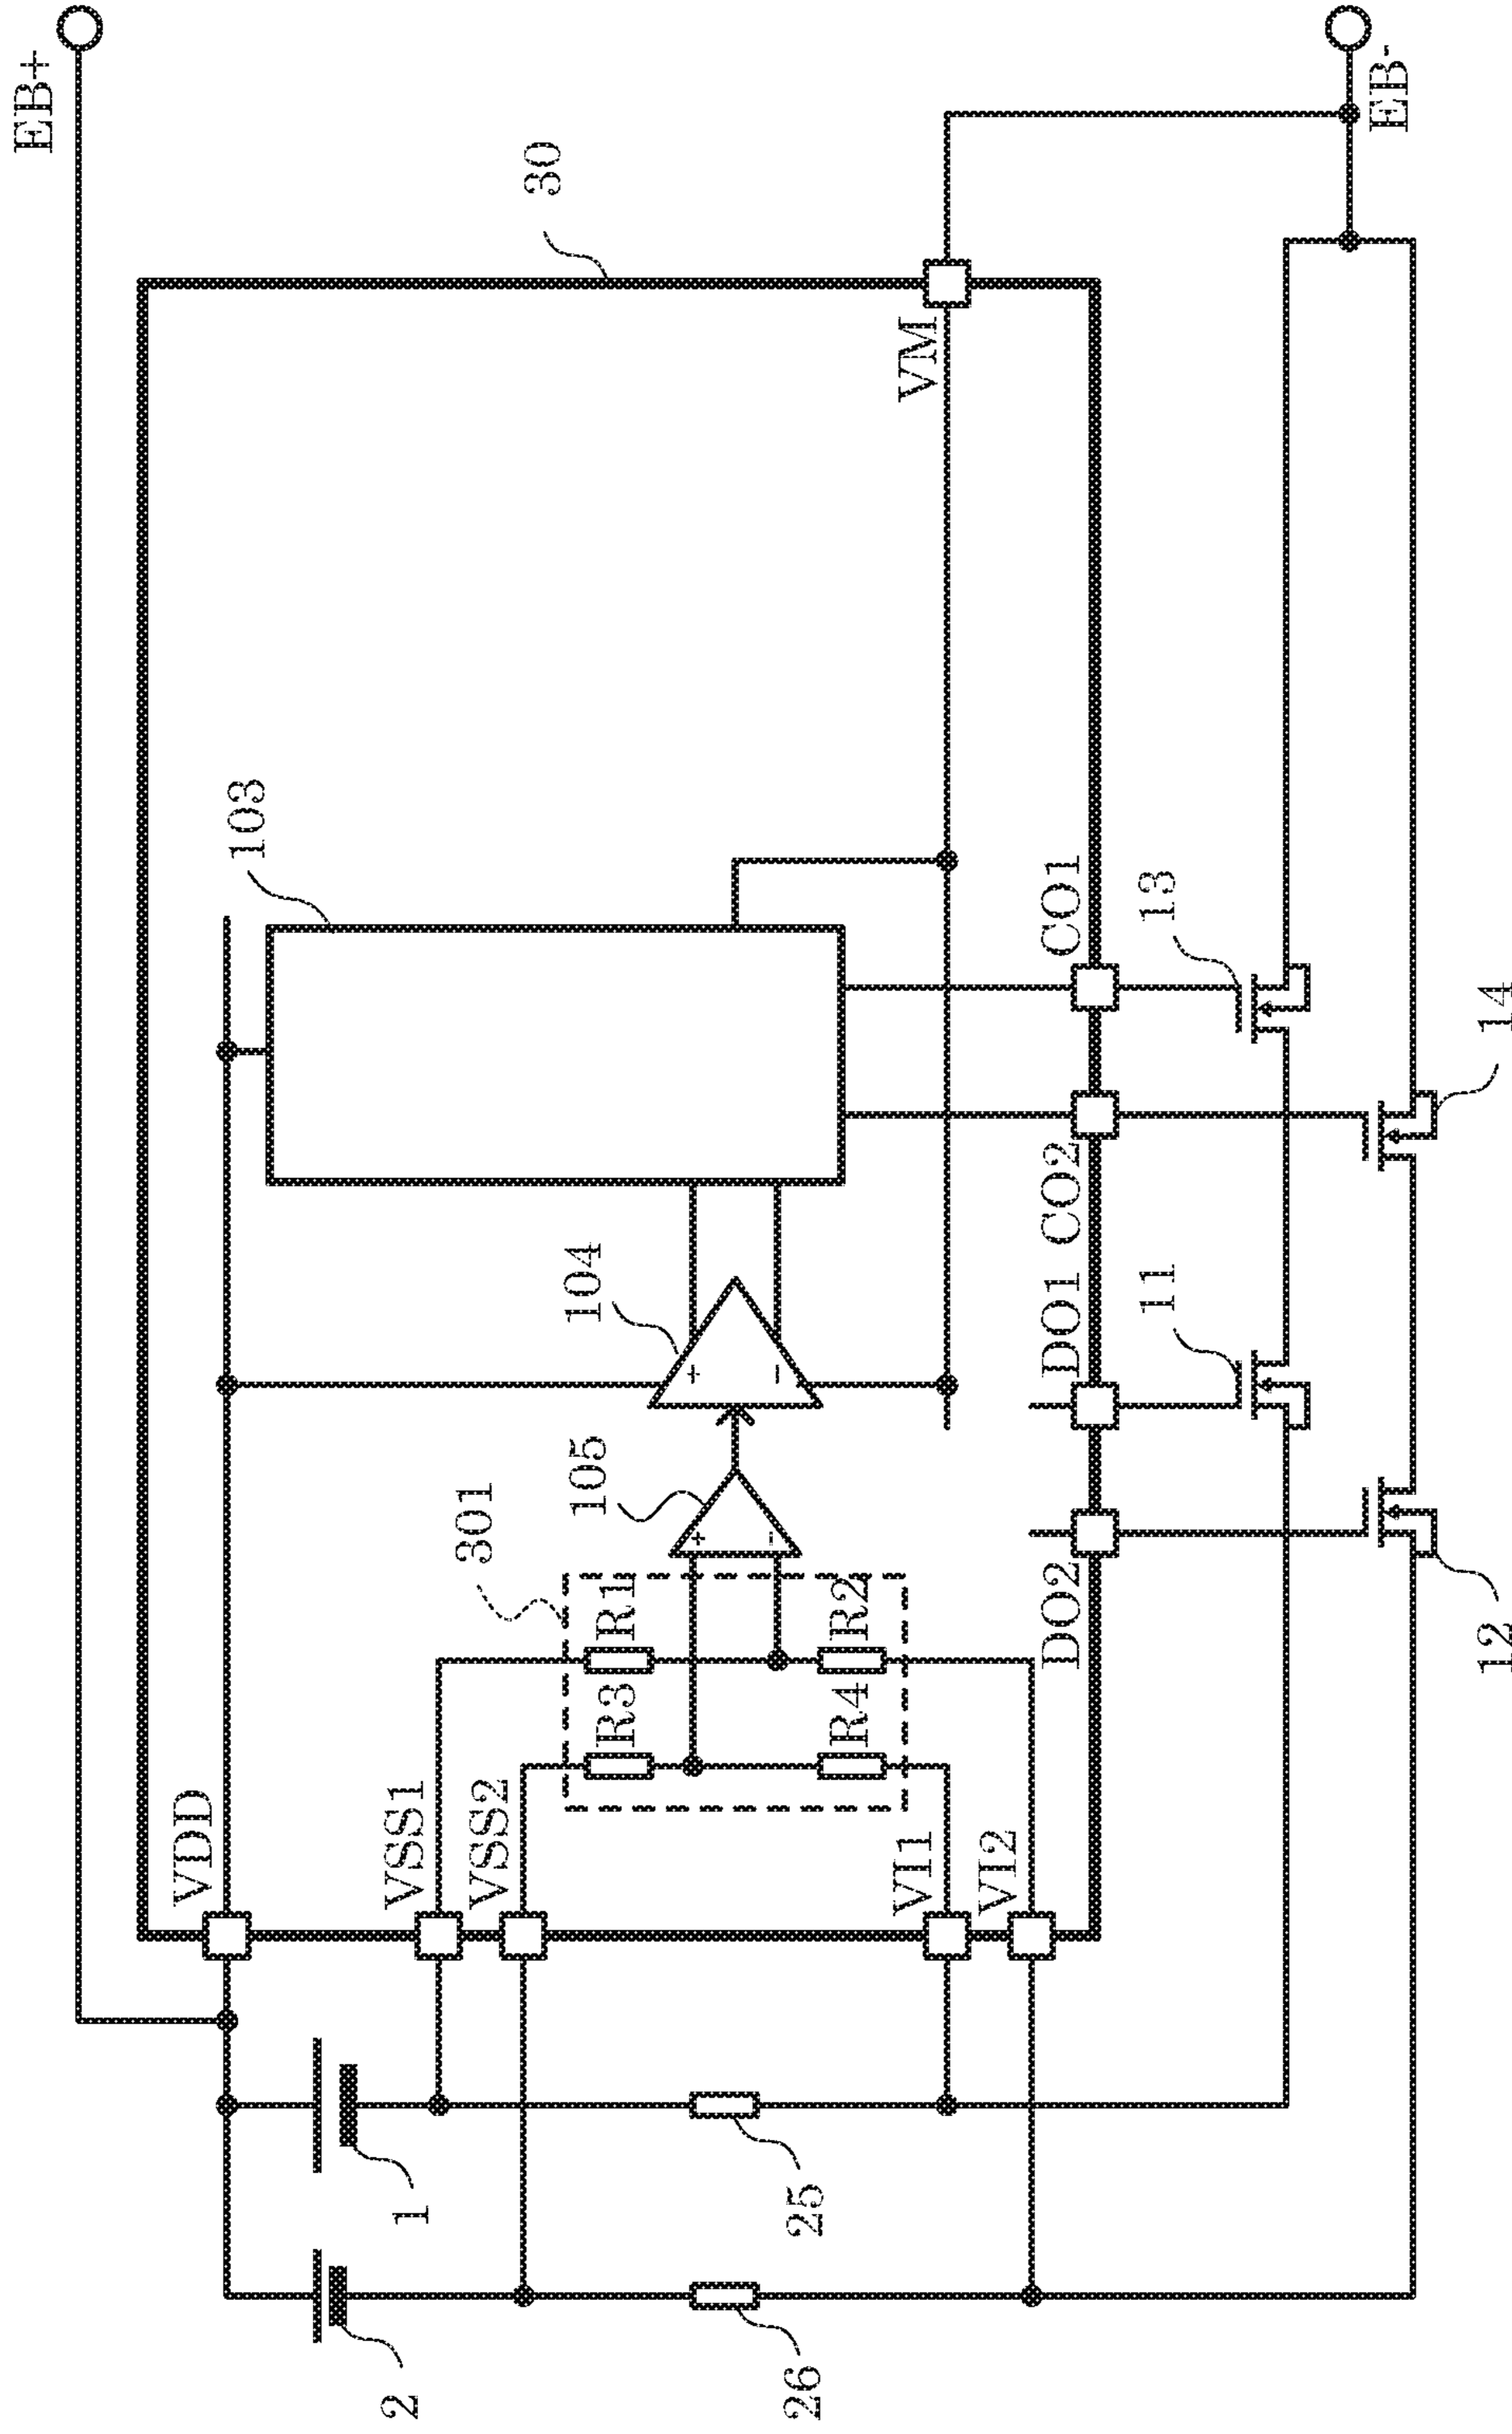 EB+
30
103
VDD
VSS1
VSS2
301
R1
R3
R2
R4
105
+
-
104
+
-
VM
VI1
VI2
DO2
DO1
CO2
CO1
1
2
25
26
11
13
12
14
EB-